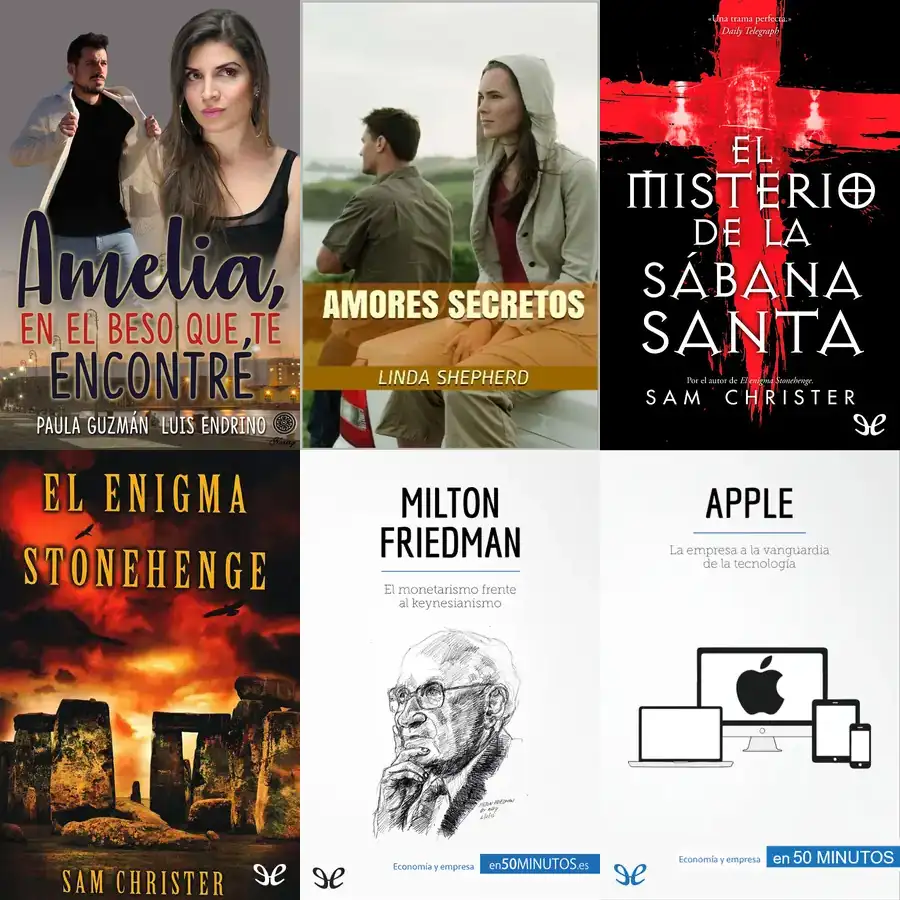 Amelia,
EN EL BESO QUE TE
ENCONTRÉ
PAULA GUZMÁN LUIS ENDRINO
AMORES SECRETOS
LINDA SHEPHERD
«Una trama perfecta.»
Daily Telegraph
EL
MISTERIO
DE LA
SÁBANA
SANTA
Por el autor de El enigma Stonehenge.
SAM CHRISTER
EL ENIGMA
STONEHENGE
SAM CHRISTER
MILTON
FRIEDMAN
El monetarismo frente
al keynesianismo
Economía y empresa
en50MINUTOS.es
APPLE
La empresa a la vanguardia
de la tecnología
Economía y empresa
en 50 MINUTOS